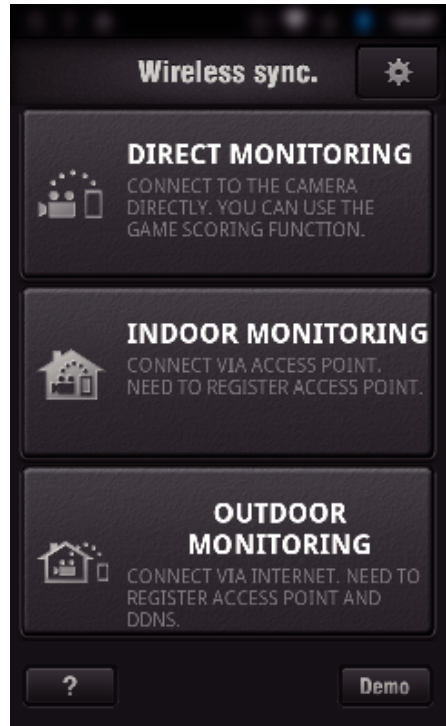 Wireless sync.
DIRECT MONITORING
CONNECT TO THE CAMERA
DIRECTLY. YOU CAN USE THE
GAME SCORING FUNCTION.
INDOOR MONITORING
CONNECT VIA ACCESS POINT.
NEED TO REGISTER ACCESS POINT.
OUTDOOR
MONITORING
CONNECT VIA INTERNET. NEED TO
REGISTER ACCESS POINT AND
DDNS.
?
Demo